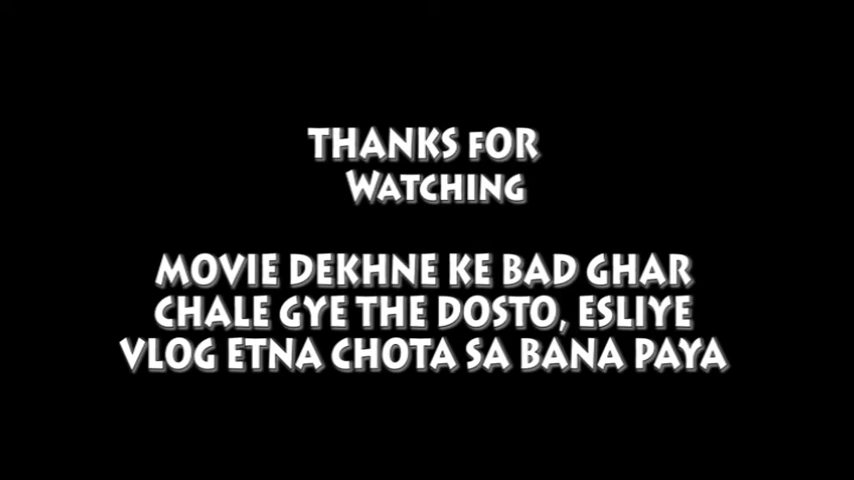 THANKS FOR
WATCHING
MOVIE DEKHNE KE BAD GHAR
CHALE GYE THE DOSTO, ESLIYE
VLOG ETNA CHOTA SA BANA PAYA